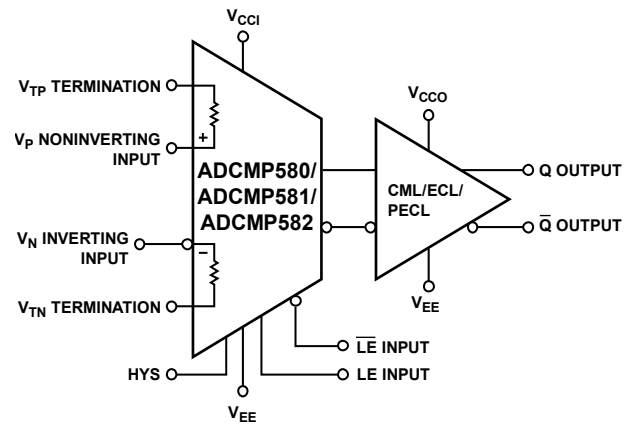 VCCI
VTP TERMINATION
VCCO
VP NONINVERTING
INPUT
+
ADCMP580/
ADCMP581/
ADCMP582
CML/ECL/
PECL
Q OUTPUT
VN INVERTING
INPUT
−
Q̅ OUTPUT
VTN TERMINATION
VEE
L̅E̅ INPUT
HYS
LE INPUT
VEE